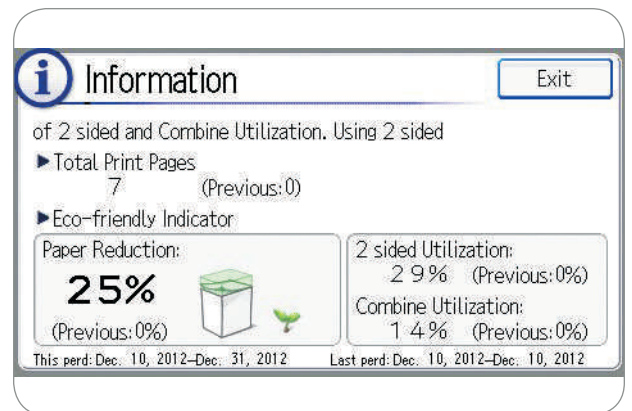 i Information
Exit
of 2 sided and Combine Utilization. Using 2 sided
►Total Print Pages
7 (Previous:0)
►Eco-friendly Indicator
Paper Reduction:
25%
(Previous:0%)
2 sided Utilization:
29% (Previous:0%)
Combine Utilization:
14% (Previous:0%)
This perd: Dec. 10, 2012–Dec. 31, 2012
Last perd: Dec. 10, 2012–Dec. 10, 2012